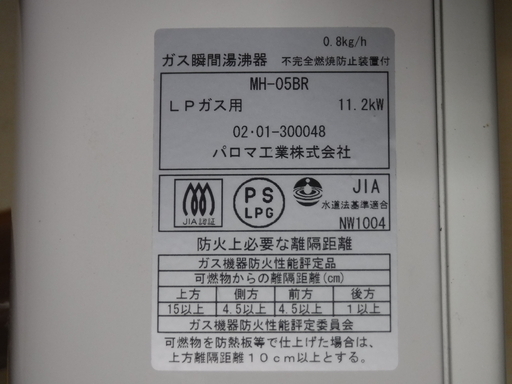 0.8kg/h
ガス瞬間湯沸器 不完全燃焼防止装置付
MH-05BR
LPガス用 11.2kW
02・01-300048
パロマ工業株式会社
JIA認証
PS
LPG
JIA
水道法基準適合
NW1004
防火上必要な離隔距離
ガス機器防火性能評定品
可燃物からの離隔距離(cm)
上方 側方 前方 後方
15以上 4.5以上 4.5以上 1以上
ガス機器防火性能評定委員会
可燃物を防熱板等で仕上げた場合は、
上方離隔距離10cm以上とする。